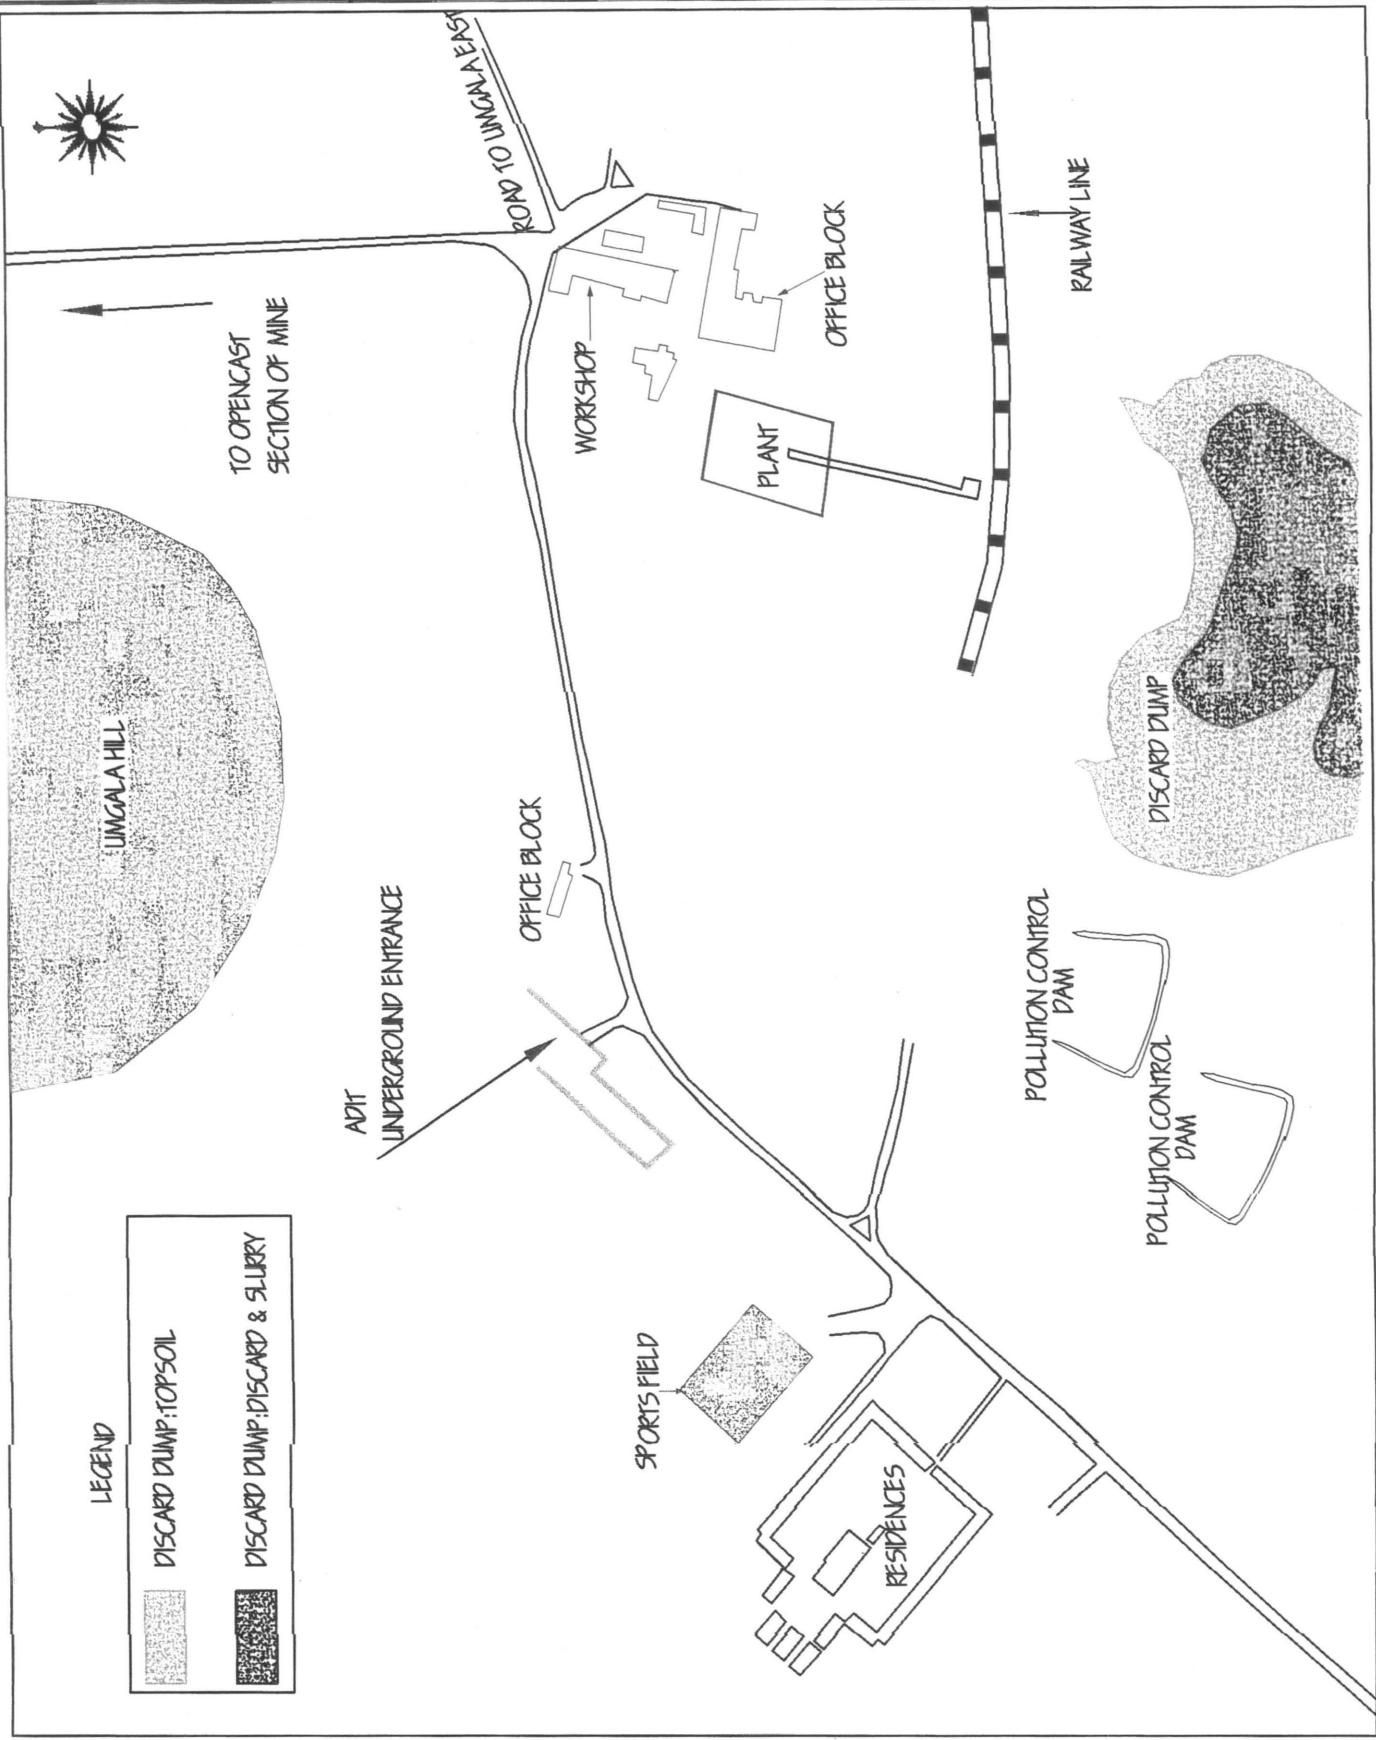 LEGEND
DISCARD DUMP:TOPSOIL
DISCARD DUMP:DISCARD & SLURRY
UMGALA HILL
TO OPENCAST
SECTION OF MINE
ROAD TO UMGALA EAST
ADIT
UNDERGROUND ENTRANCE
OFFICE BLOCK
WORKSHOP
OFFICE BLOCK
PLANT
RAILWAY LINE
SPORTS FIELD
RESIDENCES
POLLUTION CONTROL
DAM
POLLUTION CONTROL
DAM
DISCARD DUMP